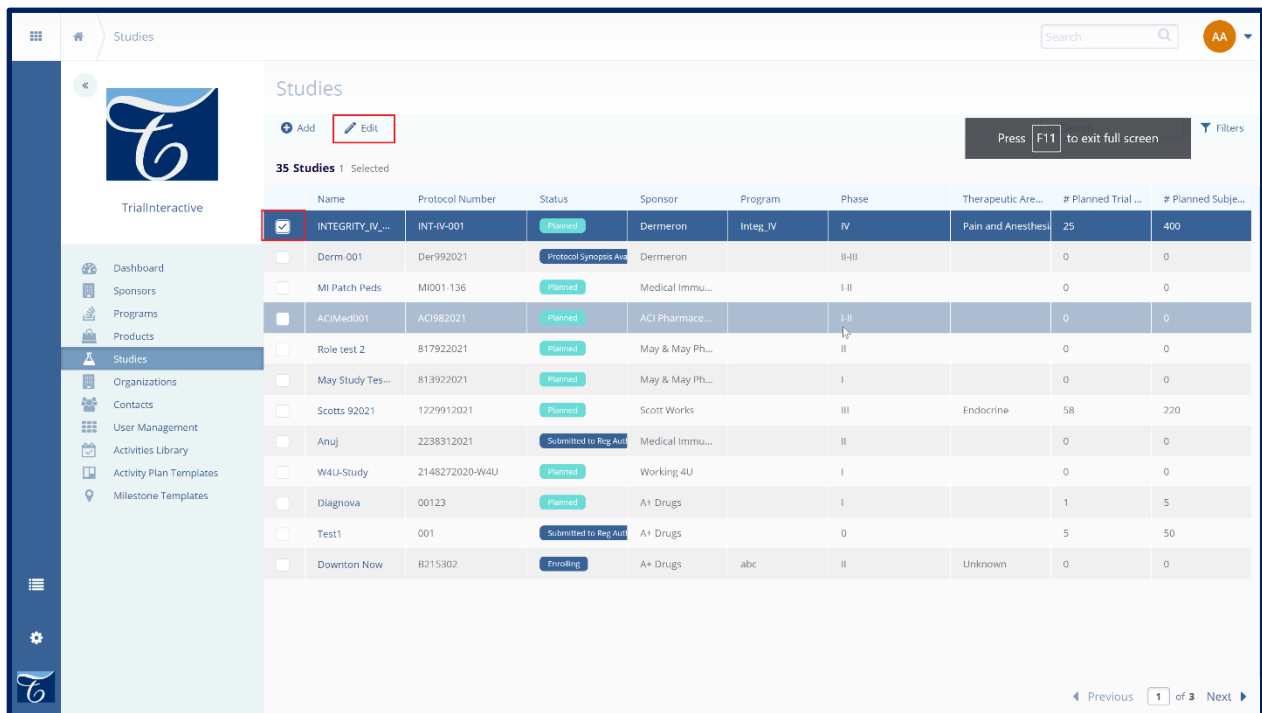 Studies
Search
AA
TrialInteractive
Dashboard
Sponsors
Programs
Products
Studies
Organizations
Contacts
User Management
Activities Library
Activity Plan Templates
Milestone Templates
Studies
Add Edit
Press F11 to exit full screen
Filters
35 Studies 1 Selected
Name Protocol Number Status Sponsor Program Phase Therapeutic Are... # Planned Trial ... # Planned Subje...
INTEGRITY_IV_... INT-IV-001 Planned Dermeron Integ_IV IV Pain and Anesthesi 25 400
Derm-001 Der992021 Protocol Synopsis Ava Dermeron II-III 0 0
MI Patch Peds MI001-136 Planned Medical Immu... I-II 0 0
ACIMed001 ACI982021 Planned ACI Pharmace... I-II 0 0
Role test 2 817922021 Planned May & May Ph... II 0 0
May Study Tes... 813922021 Planned May & May Ph... I 0 0
Scotts 92021 1229912021 Planned Scott Works III Endocrine 58 220
Anuj 2238312021 Submitted to Reg Auth Medical Immu... II 0 0
W4U-Study 2148272020-W4U Planned Working 4U I 0 0
Diagnova 00123 Planned A+ Drugs I 1 5
Test1 001 Submitted to Reg Auth A+ Drugs 0 5 50
Downton Now B215302 Enrolling A+ Drugs abc II Unknown 0 0
Previous 1 of 3 Next